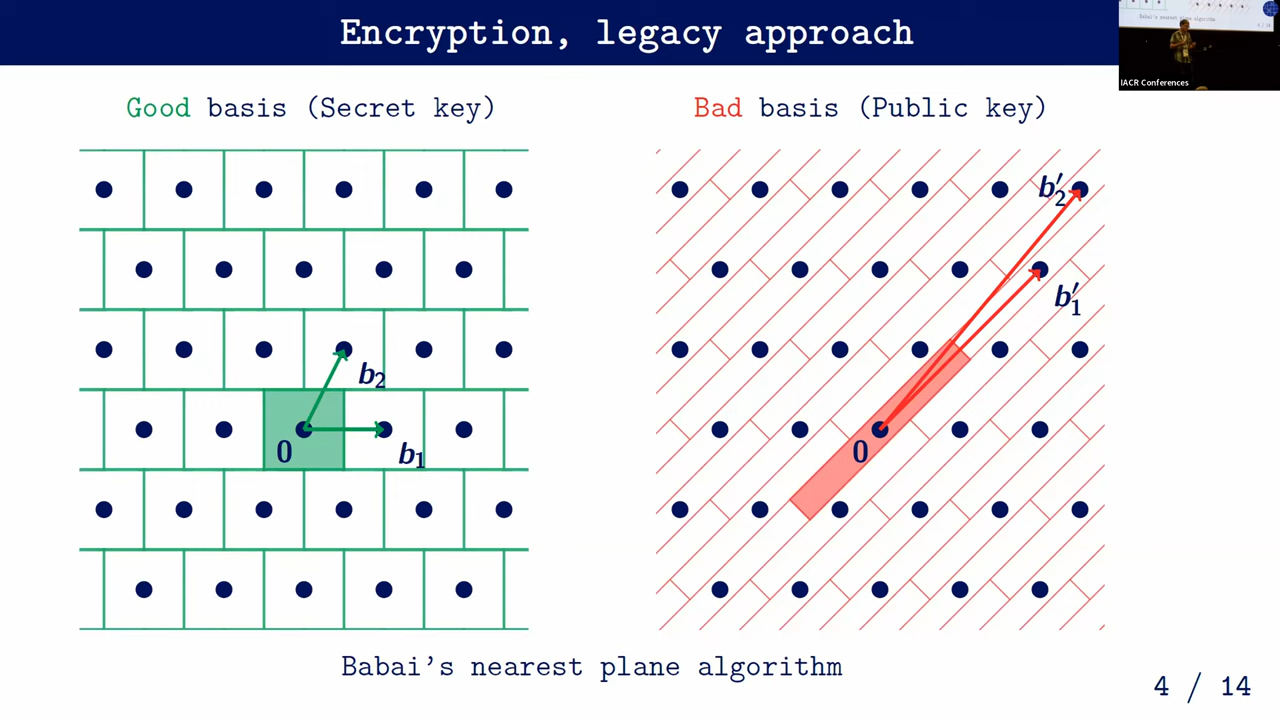 Encryption, legacy approach
IACR Conferences
Good basis (Secret key)
Bad basis (Public key)
b₂
0
b₁
b′₂
b′₁
0
Babai's nearest plane algorithm
4 / 14